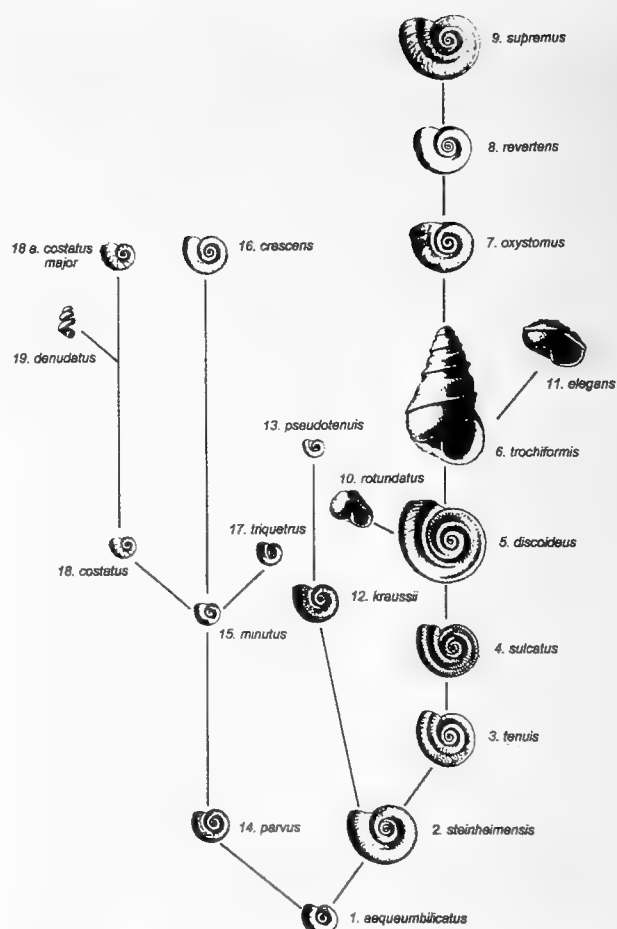 9. supremus
8. revertens
18 a. costatus
major
16. crescens
7. oxystomus
19. denudatus
11. elegans
13. pseudotenuis
6. trochiformis
10. rotundatus
17. triquetrus
5. discoideus
18. costatus
12. kraussii
15. minutus
4. sulcatus
3. tenuis
14. parvus
2. steinheimensis
1. aequeumbilicatus